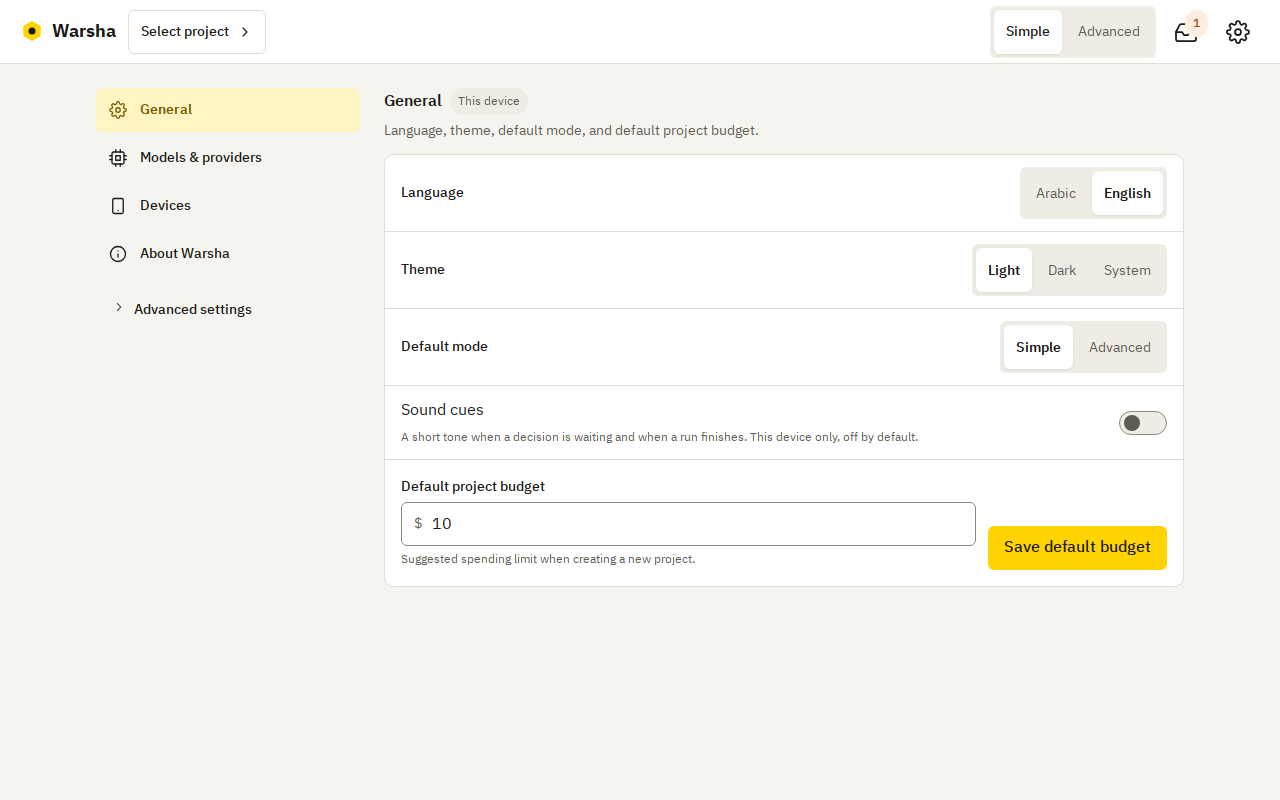 Warsha
Select project
Simple
Advanced
1
General
Models & providers
Devices
About Warsha
Advanced settings
General
This device
Language, theme, default mode, and default project budget.
Language
Arabic
English
Theme
Light
Dark
System
Default mode
Simple
Advanced
Sound cues
A short tone when a decision is waiting and when a run finishes. This device only, off by default.
Default project budget
$ 10
Save default budget
Suggested spending limit when creating a new project.